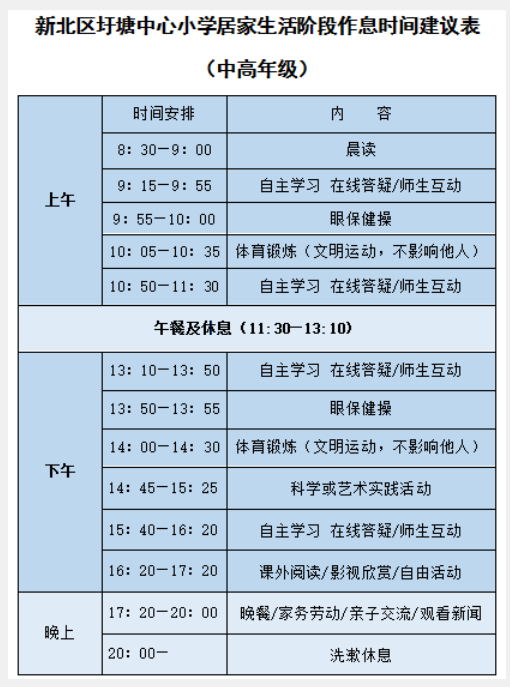 新北区圩塘中心小学居家生活阶段作息时间建议表
（中高年级）
时间安排 内 容
上午
8：30—9：00 晨读
9：15—9：55 自主学习 在线答疑/师生互动
9：55—10：00 眼保健操
10：05—10：35 体育锻炼（文明运动，不影响他人）
10：50—11：30 自主学习 在线答疑/师生互动
午餐及休息（11:30—13:10）
下午
13：10—13：50 自主学习 在线答疑/师生互动
13：50—13：55 眼保健操
14：00—14：30 体育锻炼（文明运动，不影响他人）
14：45—15：25 科学或艺术实践活动
15：40—16：20 自主学习 在线答疑/师生互动
16：20—17：20 课外阅读/影视欣赏/自由活动
晚上
17：20—20：00 晚餐/家务劳动/亲子交流/观看新闻
20：00— 洗漱休息